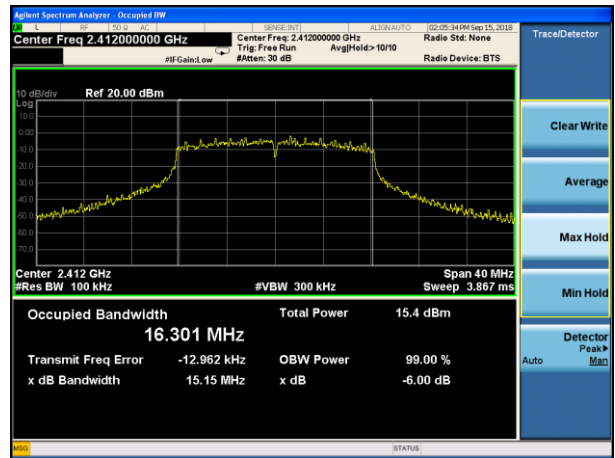 Agilent Spectrum Analyzer - Occupied BW
L RF 50 Ω AC SENSE:INT ALIGNAUTO 02:05:34 PM Sep 15, 2018
Center Freq 2.412000000 GHz Center Freq: 2.412000000 GHz Radio Std: None Trace/Detector
Trig: Free Run Avg|Hold:> 10/10
#IFGain:Low #Atten: 30 dB Radio Device: BTS
10 dB/div Ref 20.00 dBm
Log
10.0
0.00
-10.0
-20.0
-30.0
-40.0
-50.0
-60.0
-70.0
Clear Write
Average
Max Hold
Min Hold
Center 2.412 GHz Span 40 MHz
#Res BW 100 kHz #VBW 300 kHz Sweep 3.867 ms
Occupied Bandwidth Total Power 15.4 dBm
16.301 MHz
Transmit Freq Error -12.962 kHz OBW Power 99.00 %
x dB Bandwidth 15.15 MHz x dB -6.00 dB
Detector
Peak▶
Auto Man
MSG STATUS